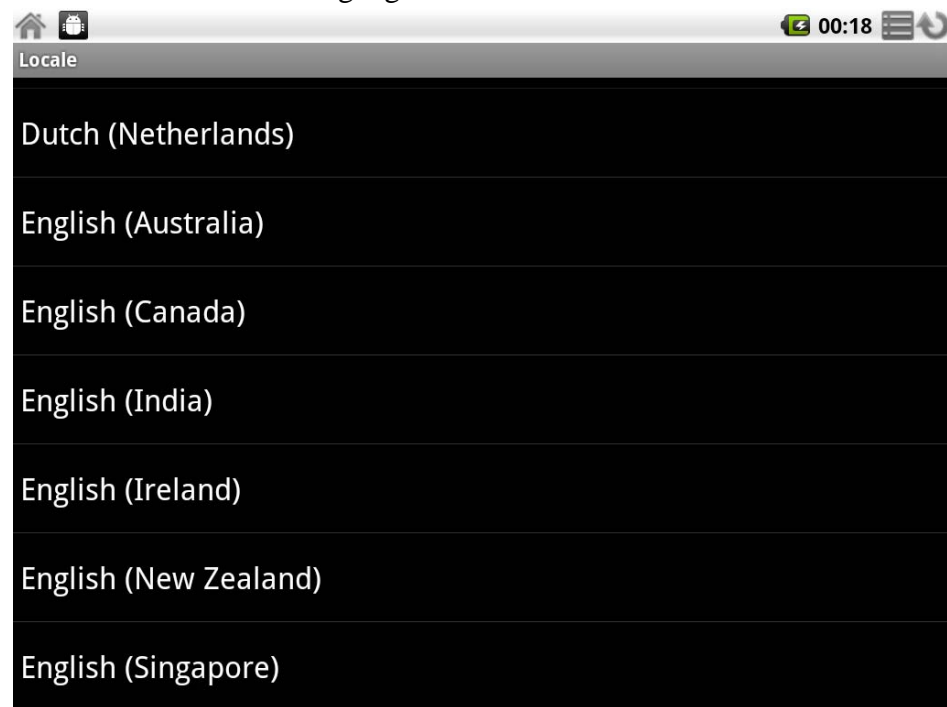 00:18
Locale
Dutch (Netherlands)
English (Australia)
English (Canada)
English (India)
English (Ireland)
English (New Zealand)
English (Singapore)